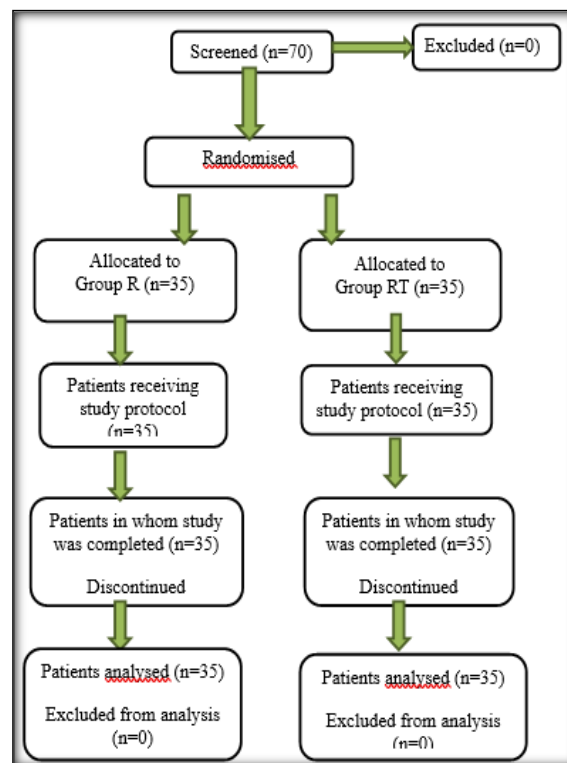 Screened (n=70)
Excluded (n=0)
Randomised
Allocated to
Group R (n=35)
Allocated to
Group RT (n=35)
Patients receiving
study protocol
(n=35)
Patients receiving
study protocol (n=35)
Patients in whom study
was completed (n=35)
Discontinued
Patients in whom study
was completed (n=35)
Discontinued
Patients analysed (n=35)
Excluded from analysis
(n=0)
Patients analysed (n=35)
Excluded from analysis
(n=0)